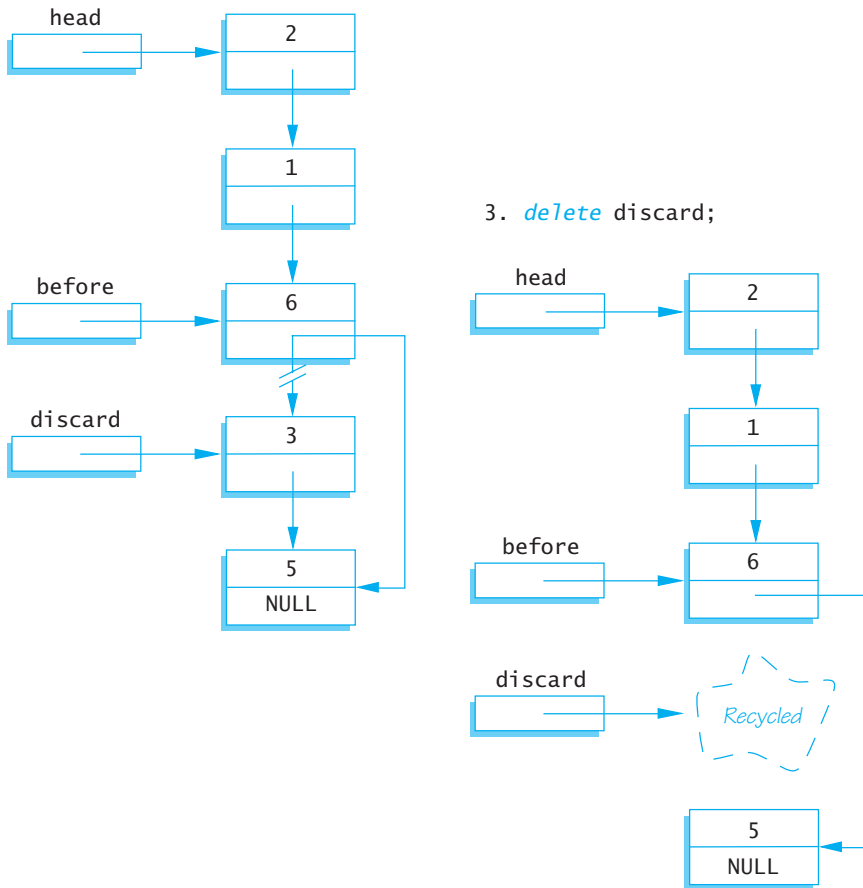 head
2
1
before
6
discard
3
5
NULL
3. delete discard;
head
2
1
before
6
discard
Recycled
5
NULL